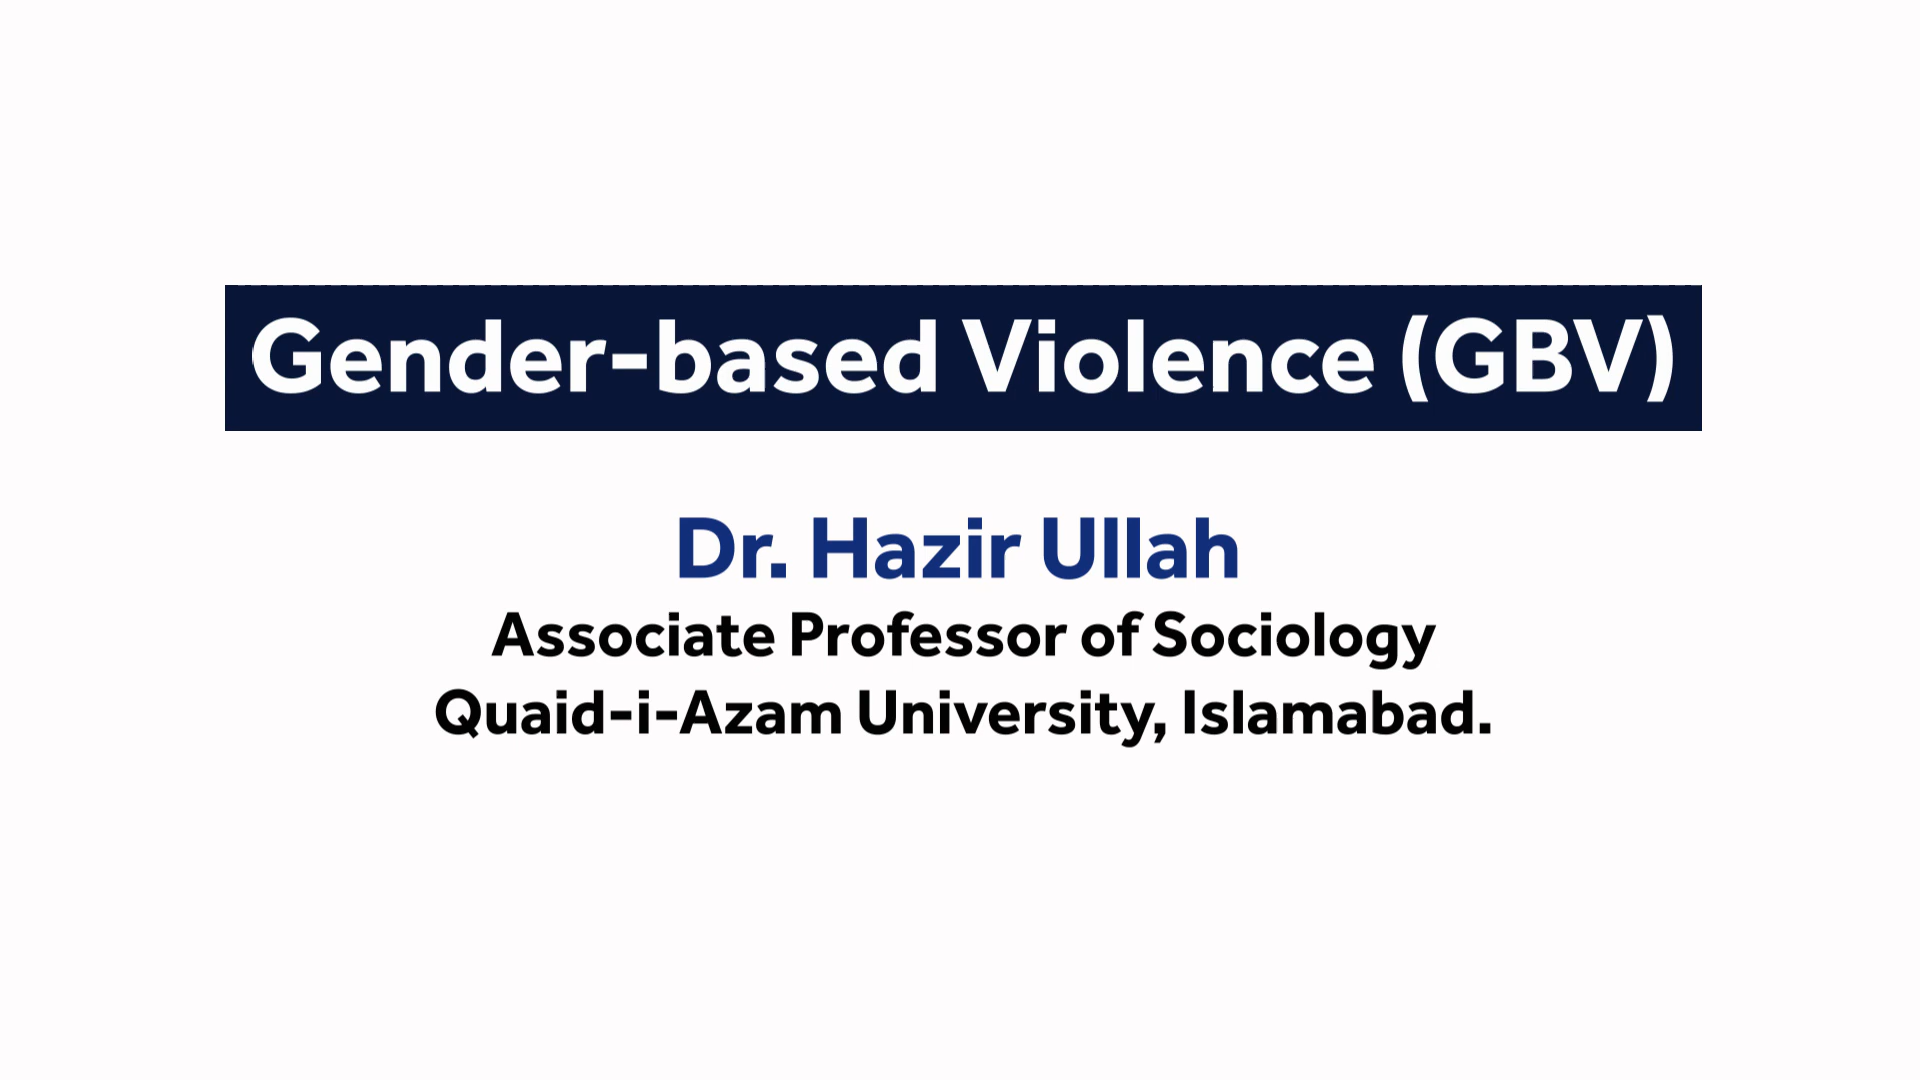 Gender-based Violence (GBV)
Dr. Hazir Ullah
Associate Professor of Sociology
Quaid-i-Azam University, Islamabad.